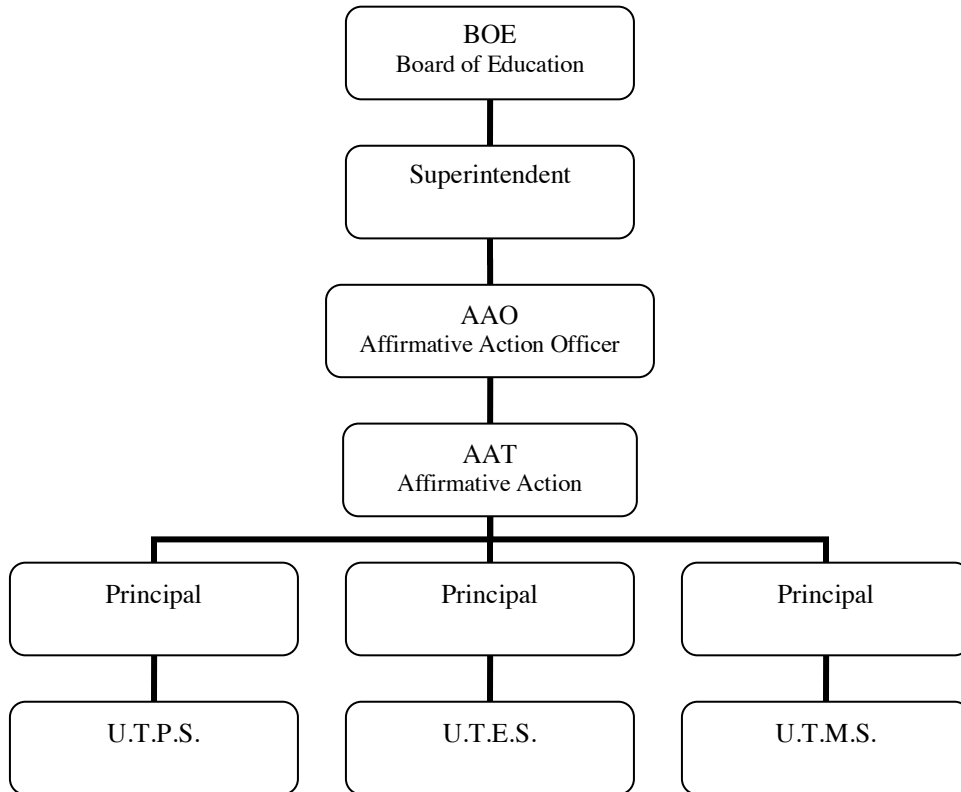 BOE
Board of Education
Superintendent
AAO
Affirmative Action Officer
AAT
Affirmative Action
Principal
Principal
Principal
U.T.P.S.
U.T.E.S.
U.T.M.S.